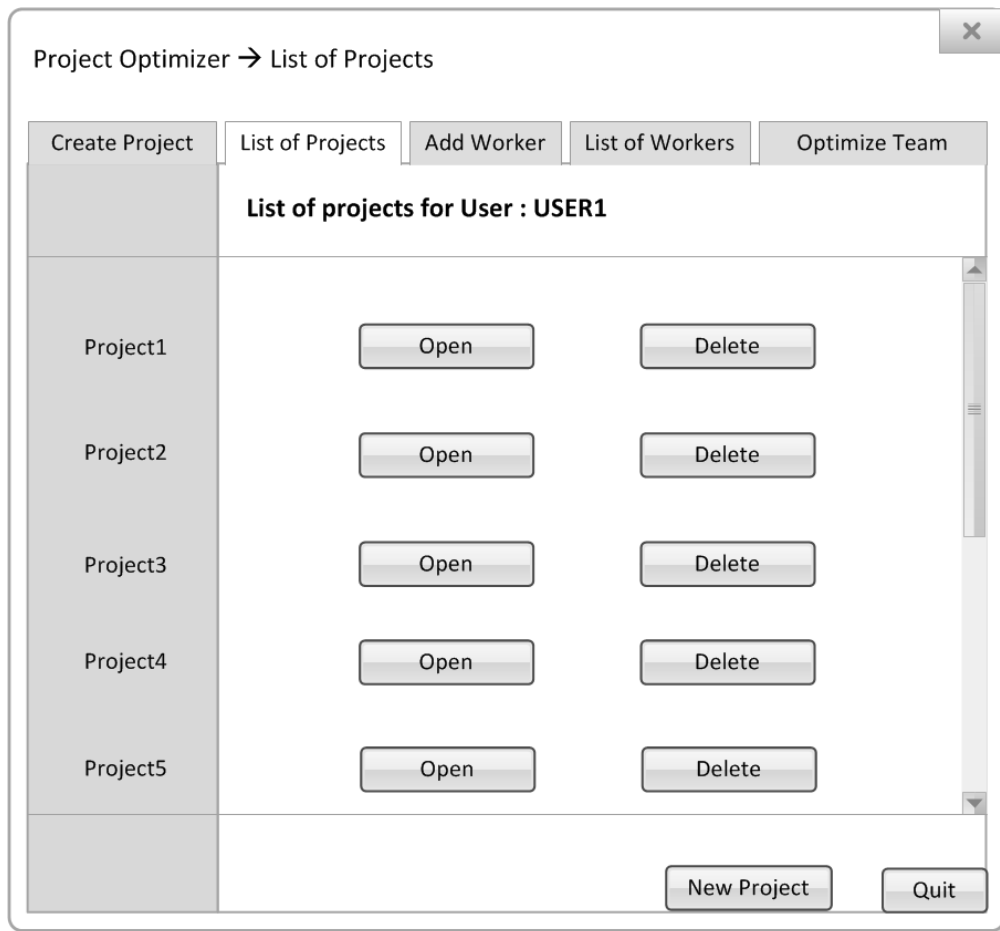 Project Optimizer → List of Projects
Create Project List of Projects Add Worker List of Workers Optimize Team
List of projects for User : USER1
Project1 Open Delete
Project2 Open Delete
Project3 Open Delete
Project4 Open Delete
Project5 Open Delete
New Project Quit